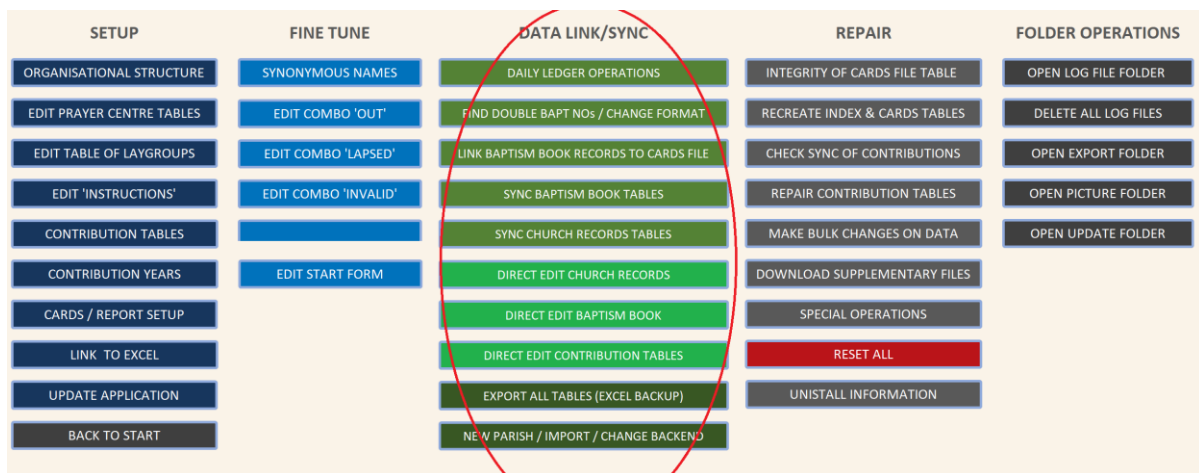 SETUP
ORGANISATIONAL STRUCTURE
EDIT PRAYER CENTRE TABLES
EDIT TABLE OF LAYGROUPS
EDIT 'INSTRUCTIONS'
CONTRIBUTION TABLES
CONTRIBUTION YEARS
CARDS / REPORT SETUP
LINK TO EXCEL
UPDATE APPLICATION
BACK TO START
FINE TUNE
SYNONYMOUS NAMES
EDIT COMBO 'OUT'
EDIT COMBO 'LAPSED'
EDIT COMBO 'INVALID'
EDIT START FORM
DATA LINK/SYNC
DAILY LEDGER OPERATIONS
FIND DOUBLE BAPT NOs / CHANGE FORMAT
LINK BAPTISM BOOK RECORDS TO CARDS FILE
SYNC BAPTISM BOOK TABLES
SYNC CHURCH RECORDS TABLES
DIRECT EDIT CHURCH RECORDS
DIRECT EDIT BAPTISM BOOK
DIRECT EDIT CONTRIBUTION TABLES
EXPORT ALL TABLES (EXCEL BACKUP)
NEW PARISH / IMPORT / CHANGE BACKEND
REPAIR
INTEGRITY OF CARDS FILE TABLE
RECREATE INDEX & CARDS TABLES
CHECK SYNC OF CONTRIBUTIONS
REPAIR CONTRIBUTION TABLES
MAKE BULK CHANGES ON DATA
DOWNLOAD SUPPLEMENTARY FILES
SPECIAL OPERATIONS
RESET ALL
UNISTALL INFORMATION
FOLDER OPERATIONS
OPEN LOG FILE FOLDER
DELETE ALL LOG FILES
OPEN EXPORT FOLDER
OPEN PICTURE FOLDER
OPEN UPDATE FOLDER